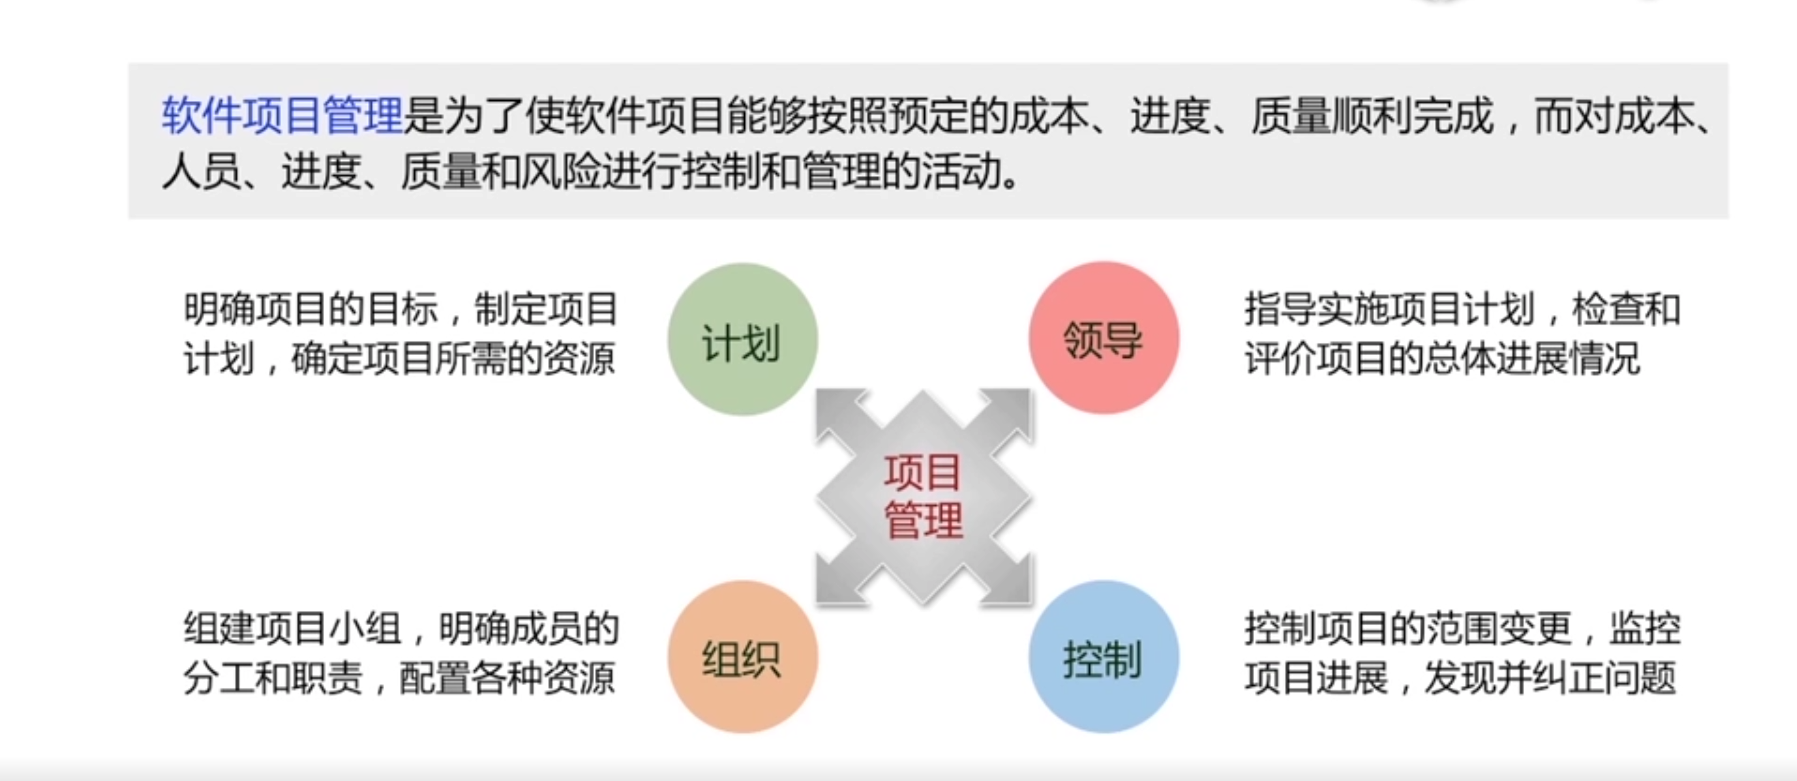 软件项目管理是为了使软件项目能够按照预定的成本、进度、质量顺利完成，而对成本、
人员、进度、质量和风险进行控制和管理的活动。
明确项目的目标，制定项目
计划，确定项目所需的资源
计划
领导
指导实施项目计划，检查和
评价项目的总体进展情况
项目
管理
组建项目小组，明确成员的
分工和职责，配置各种资源
组织
控制
控制项目的范围变更，监控
项目进展，发现并纠正问题